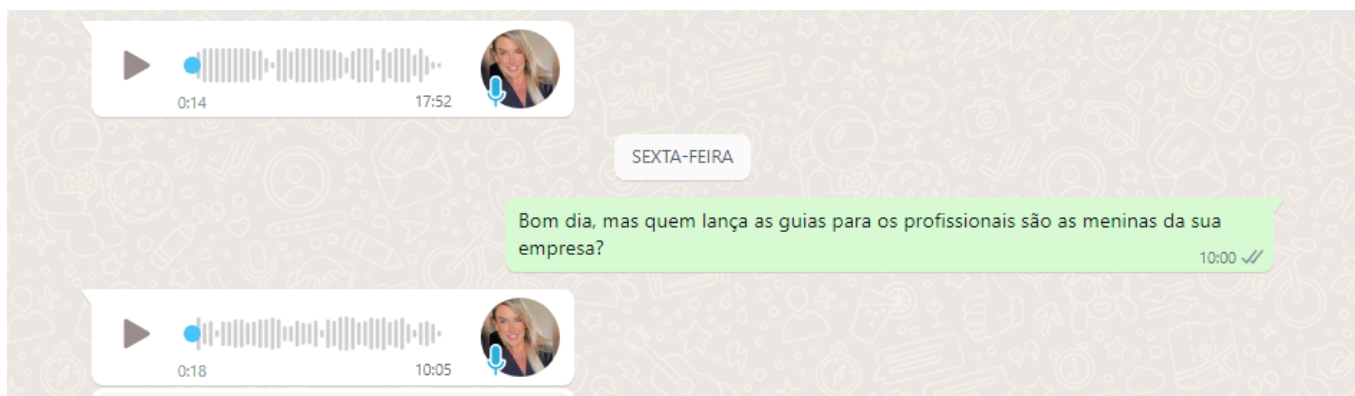 0:14 17:52
SEXTA-FEIRA
Bom dia, mas quem lança as guias para os profissionais são as meninas da sua
empresa?
10:00
0:18 10:05